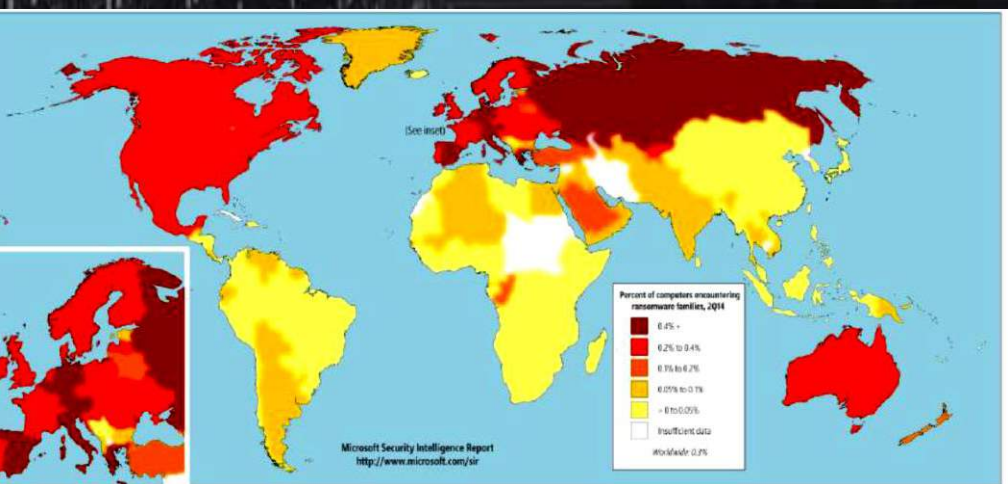 (See inset)
Percent of computers encountering
ransomware families, 2Q14
0.4% +
0.2% to 0.4%
0.1% to 0.2%
0.05% to 0.1%
> 0 to 0.05%
Insufficient data
Worldwide: 0.3%
Microsoft Security Intelligence Report
http://www.microsoft.com/sir